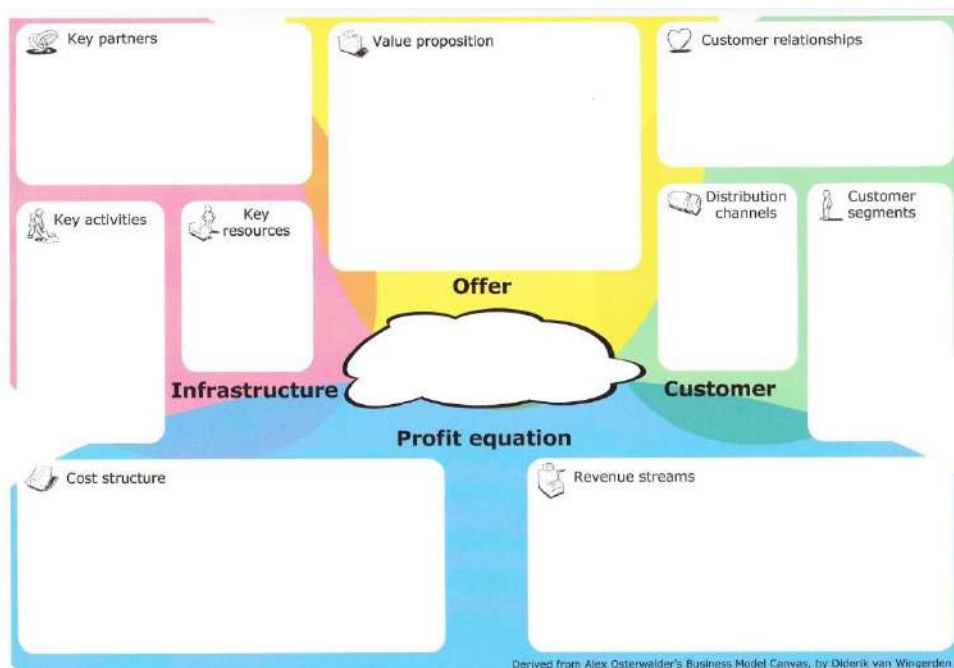 Key partners
Value proposition
Customer relationships
Key activities
Key
resources
Distribution
channels
Customer
segments
Offer
Infrastructure
Customer
Profit equation
Cost structure
Revenue streams
Derived from Alex Osterwalder's Business Model Canvas, by Diderik van Wingerden